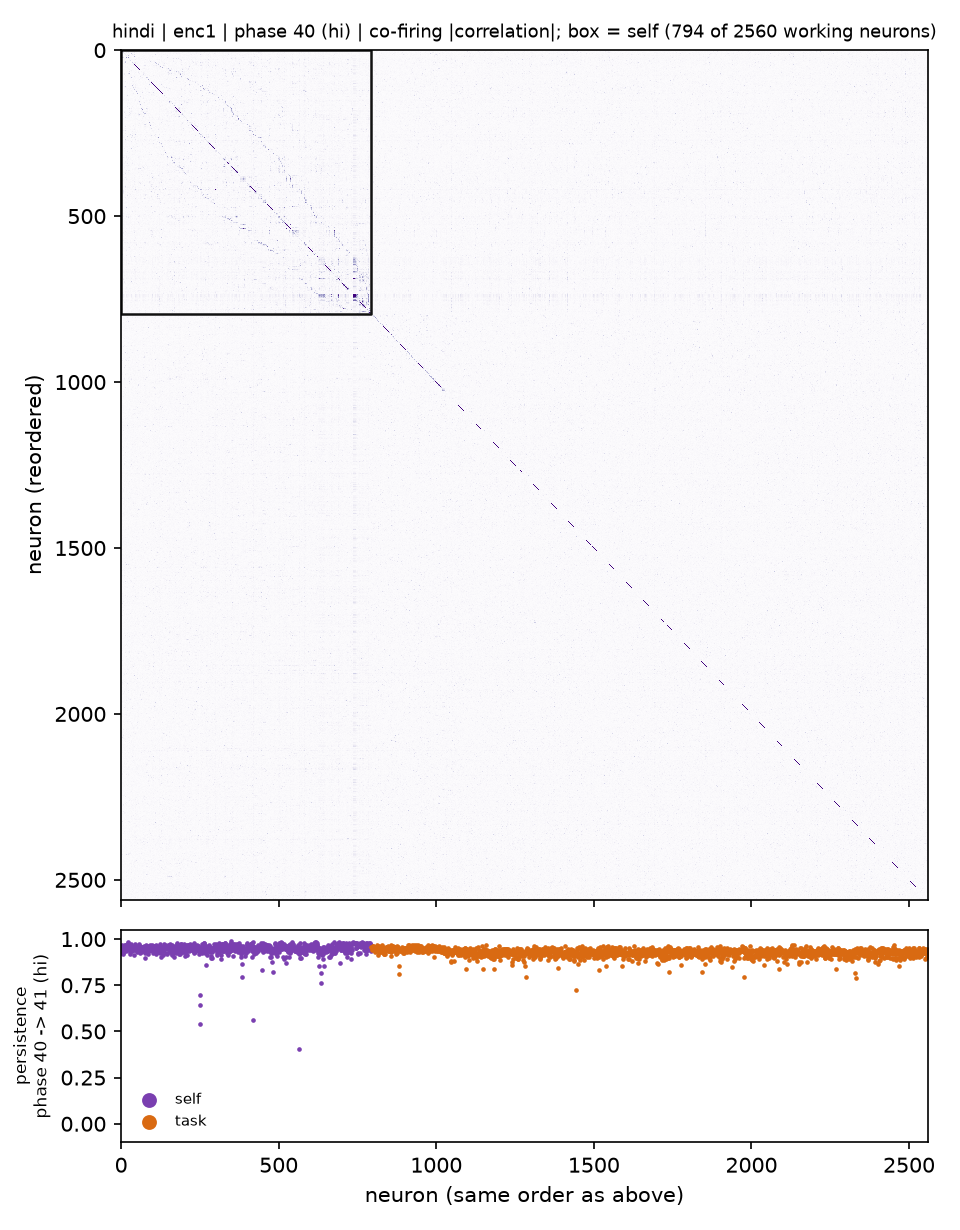 hindi | enc1 | phase 40 (hi) | co-firing |correlation|; box = self (794 of 2560 working neurons)
0
500
1000
1500
2000
2500
neuron (reordered)
1.00
0.75
0.50
0.25
0.00
persistence
phase 40 -> 41 (hi)
self
task
0 500 1000 1500 2000 2500
neuron (same order as above)